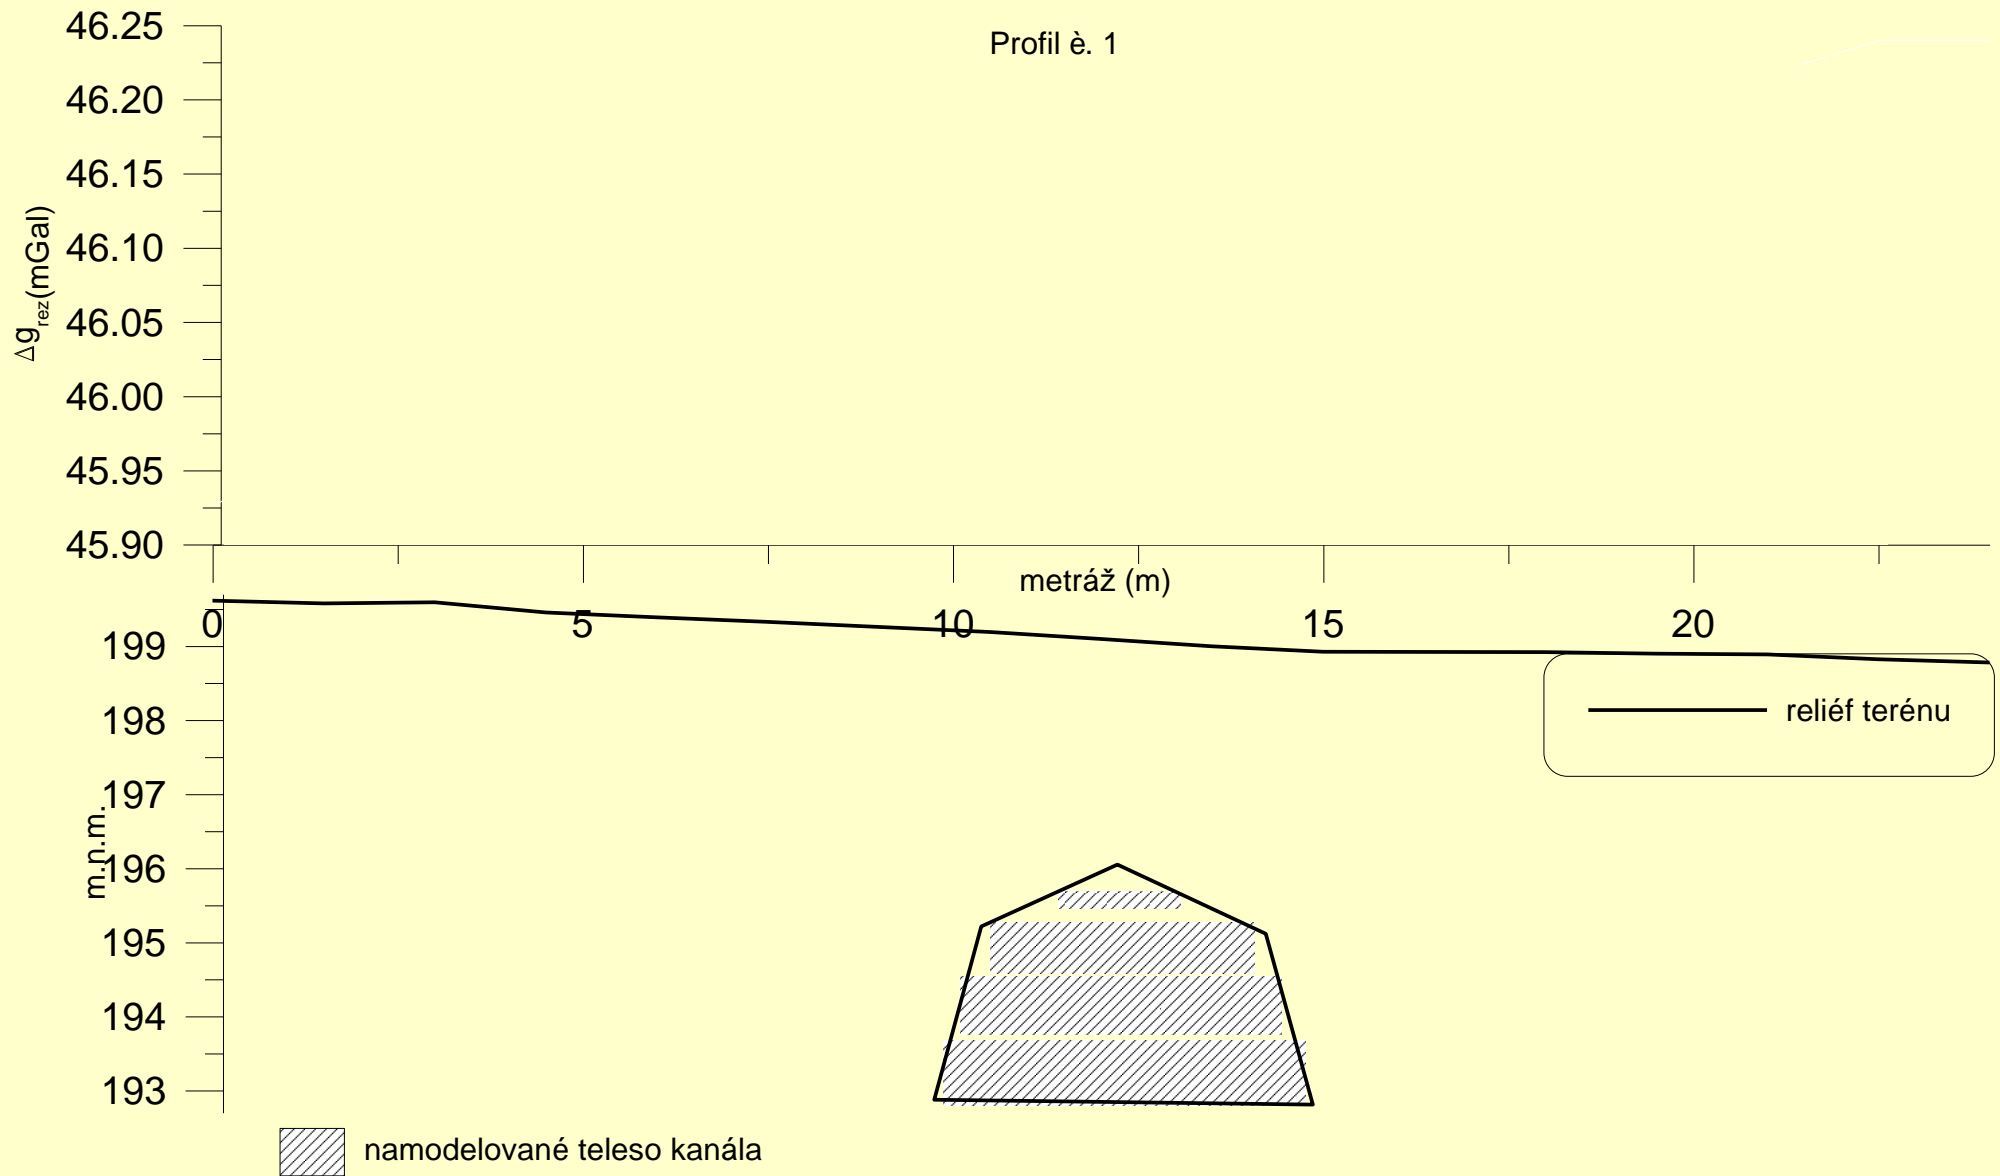 Profil è. 1
46.25
46.20
46.15
46.10
46.05
46.00
45.95
45.90
Δg rez (mGal)
metráž (m)
0 5 10 15 20
199
198
197
196
195
194
193
m.n.m.
reliéf terénu
namodelované teleso kanála